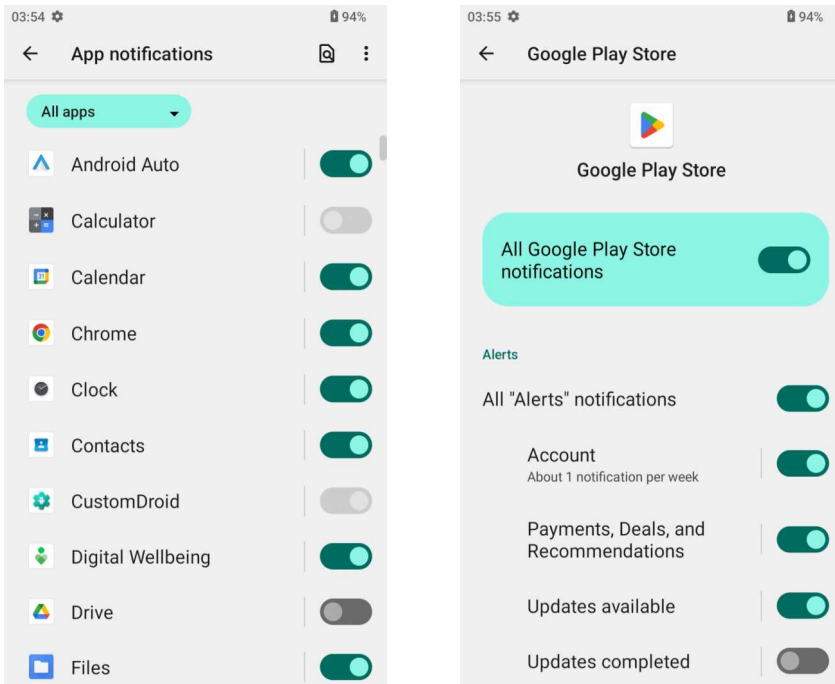 03:54 94%
App notifications
All apps
Android Auto
Calculator
Calendar
31
Chrome
Clock
Contacts
CustomDroid
Digital Wellbeing
Drive
Files
03:55 94%
Google Play Store
Google Play Store
All Google Play Store
notifications
Alerts
All "Alerts" notifications
Account
About 1 notification per week
Payments, Deals, and
Recommendations
Updates available
Updates completed